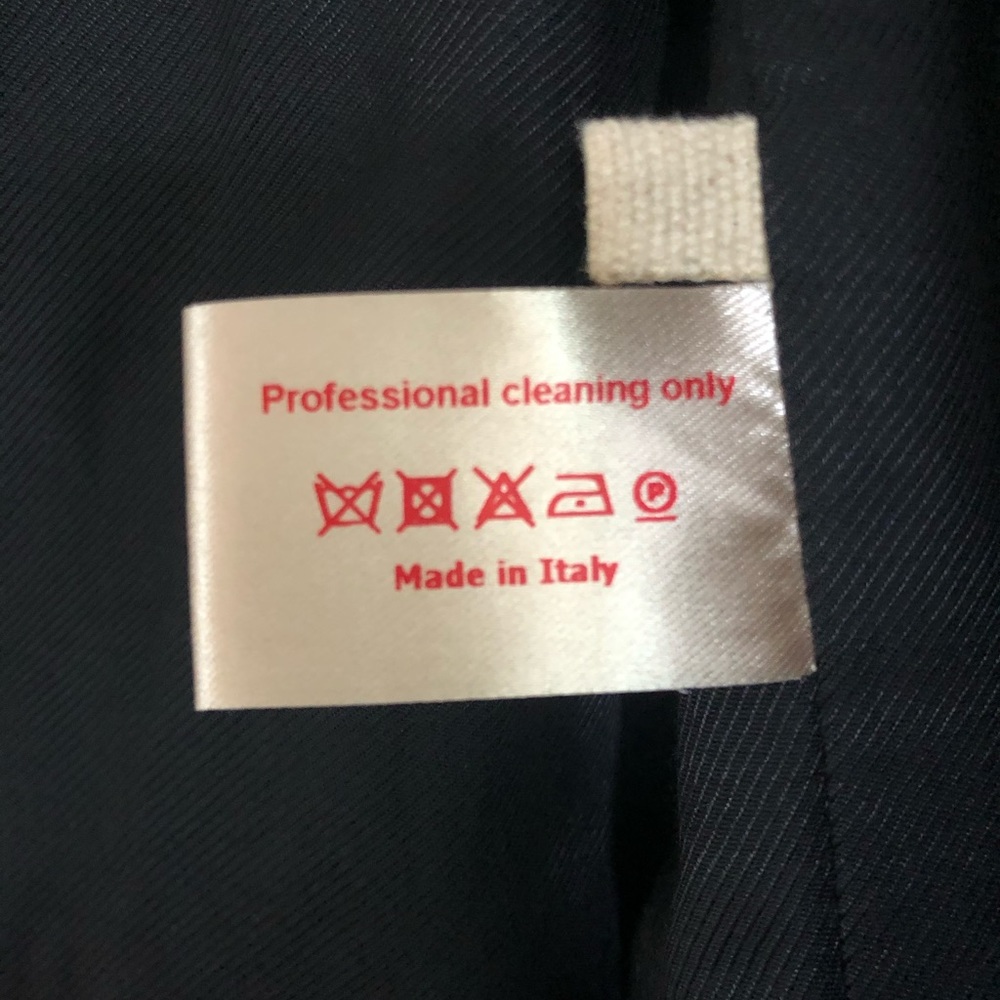 Professional cleaning only
P
Made in Italy